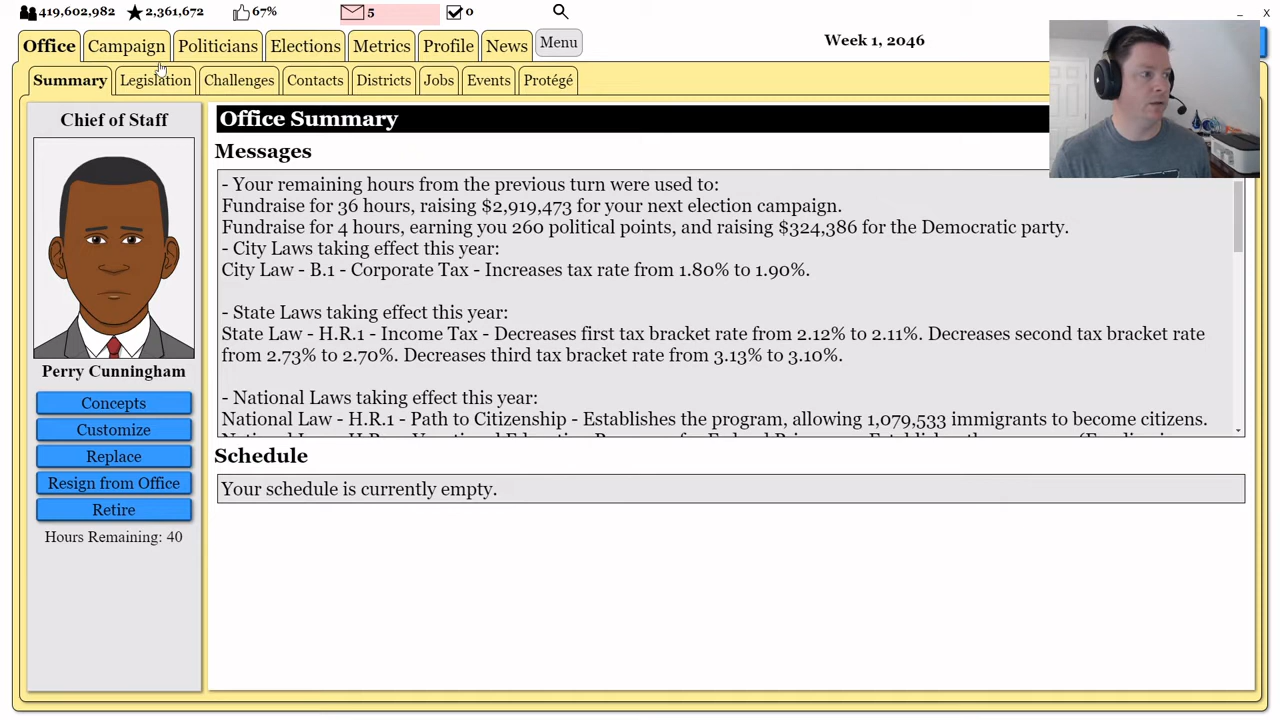 419,602,982 2,361,672 67% 5 0
Office Campaign Politicians Elections Metrics Profile News Menu Week 1, 2046
Summary Legislation Challenges Contacts Districts Jobs Events Protégé
Chief of Staff
Perry Cunningham
Concepts
Customize
Replace
Resign from Office
Retire
Hours Remaining: 40
Office Summary
Messages
- Your remaining hours from the previous turn were used to:
Fundraise for 36 hours, raising $2,919,473 for your next election campaign.
Fundraise for 4 hours, earning you 260 political points, and raising $324,386 for the Democratic party.
- City Laws taking effect this year:
City Law - B.1 - Corporate Tax - Increases tax rate from 1.80% to 1.90%.
- State Laws taking effect this year:
State Law - H.R.1 - Income Tax - Decreases first tax bracket rate from 2.12% to 2.11%. Decreases second tax bracket rate
from 2.73% to 2.70%. Decreases third tax bracket rate from 3.13% to 3.10%.
- National Laws taking effect this year:
National Law - H.R.1 - Path to Citizenship - Establishes the program, allowing 1,079,533 immigrants to become citizens.
Schedule
Your schedule is currently empty.